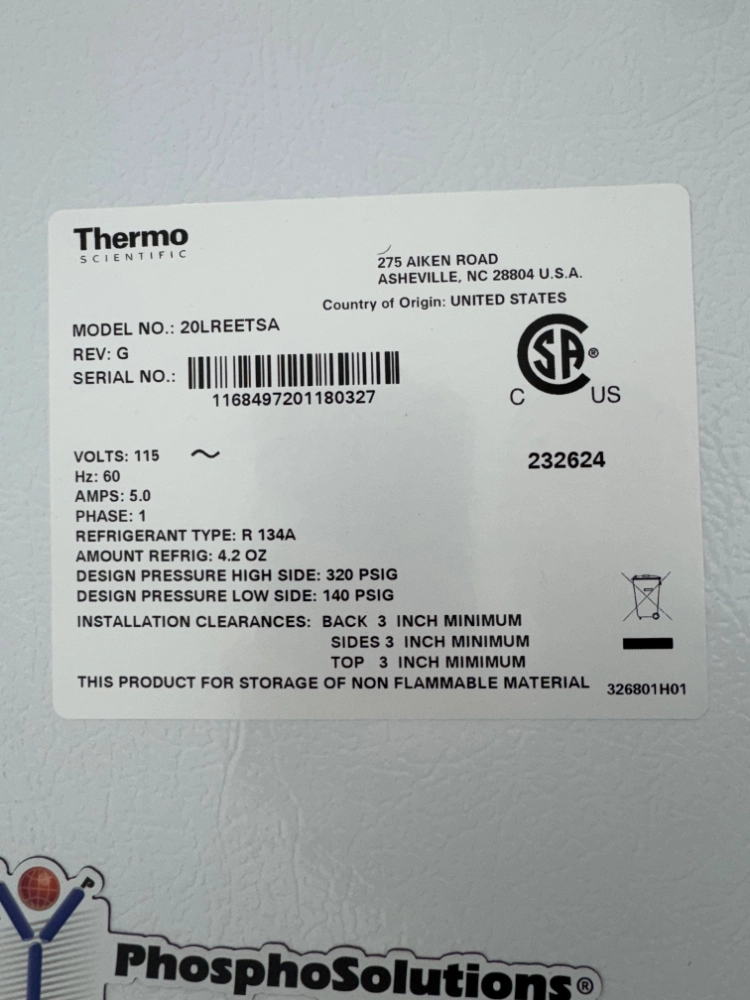 Thermo
SCIENTIFIC
275 AIKEN ROAD
ASHEVILLE, NC 28804 U.S.A.
Country of Origin: UNITED STATES
MODEL NO.: 20LREETSA
REV: G
SERIAL NO.:
1168497201180327
SA ®
C US
VOLTS: 115 ~
232624
Hz: 60
AMPS: 5.0
PHASE: 1
REFRIGERANT TYPE: R 134A
AMOUNT REFRIG: 4.2 OZ
DESIGN PRESSURE HIGH SIDE: 320 PSIG
DESIGN PRESSURE LOW SIDE: 140 PSIG
INSTALLATION CLEARANCES: BACK 3 INCH MINIMUM
SIDES 3 INCH MINIMUM
TOP 3 INCH MIMIMUM
THIS PRODUCT FOR STORAGE OF NON FLAMMABLE MATERIAL
326801H01
P
PhosphoSolutions®